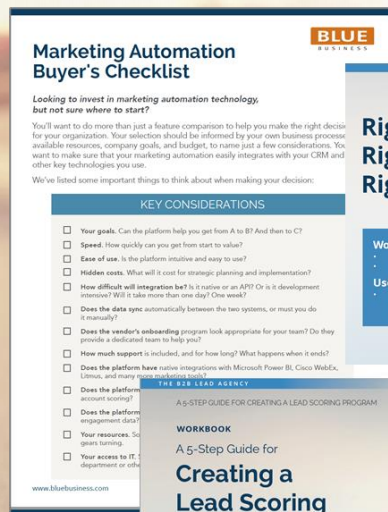 BLUE
BUSINESS
Marketing Automation
Buyer's Checklist
Looking to invest in marketing automation technology,
but not sure where to start?
You'll want to do more than just a feature comparison to help you make the right decisi
for your organization. Your selection should be informed by your own business processe
available resources, company goals, and budget, to name just a few considerations. You
want to make sure that your marketing automation easily integrates with your CRM and
other key technologies you use.
We've listed some important things to think about when making your decision:
KEY CONSIDERATIONS
Your goals. Can the platform help you get from A to B? And then to C?
Speed. How quickly can you get from start to value?
Ease of use. Is the platform intuitive and easy to use?
Hidden costs. What will it cost for strategic planning and implementation?
How difficult will integration be? Is it native or an API? Or is it development
intensive? Will it take more than one day? One week?
Does the data sync automatically between the two systems, or must you do
it manually?
Does the vendor's onboarding program look appropriate for your team? Do they
provide a dedicated team to help you?
How much support is included, and for how long? What happens when it ends?
Does the platform have native integrations with Microsoft Power BI, Cisco WebEx,
Litmus, and many more marketing tools?
Does the platform
account scoring?
Does the platform
engagement data?
Your resources. So
gears turning.
Your access to IT. S
department or othe
www.bluebusiness.com
Rig
Rig
Rig
Wo
Use
THE B2B LEAD AGENCY
A 5-STEP GUIDE FOR CREATING A LEAD SCORING PROGRAM
WORKBOOK
A 5-Step Guide for
Creating a
Lead Scoring